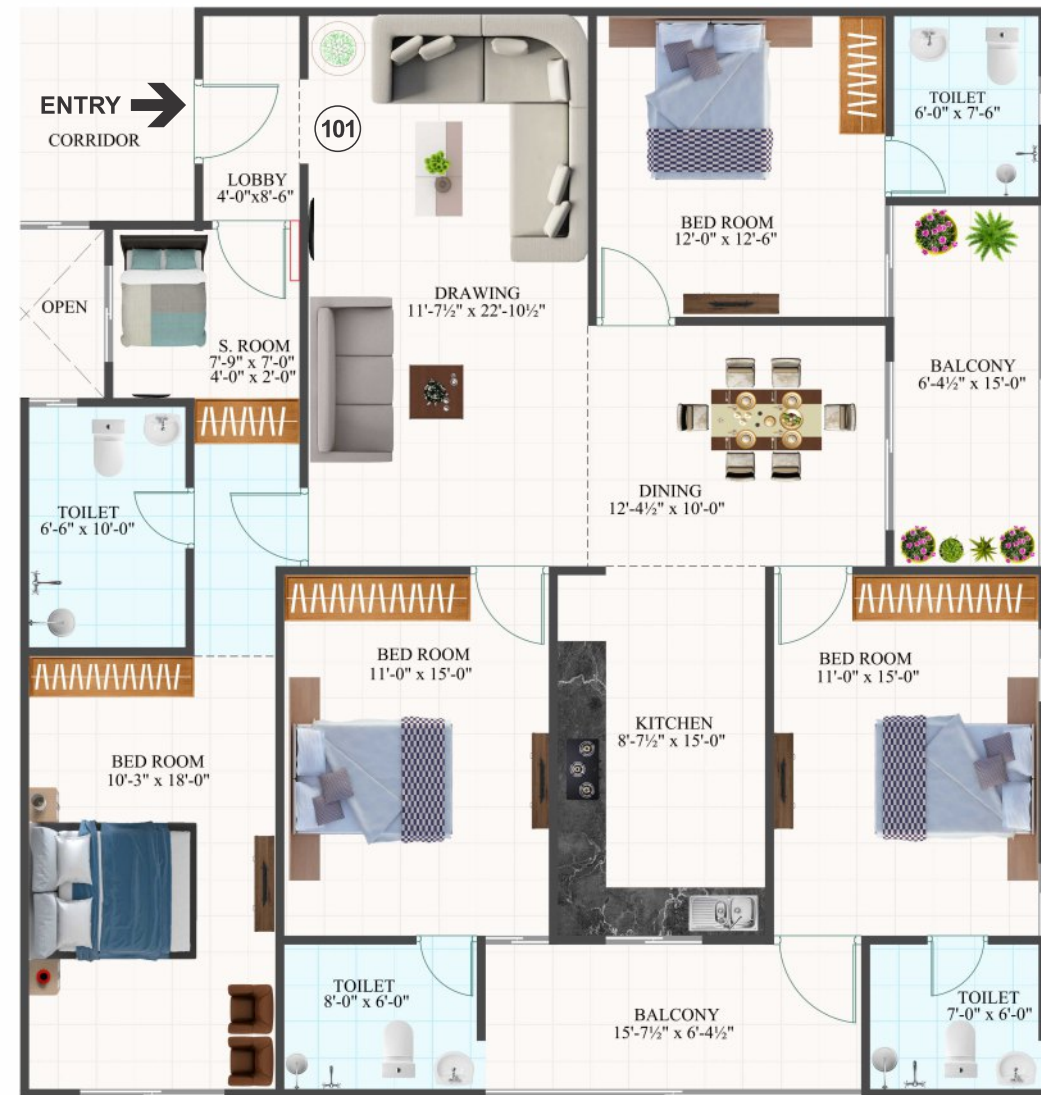 ENTRY
CORRIDOR
101
LOBBY
4'-0"x8'-6"
TOILET
6'-0" x 7'-6"
BED ROOM
12'-0" x 12'-6"
OPEN
DRAWING
11'-7½" x 22'-10½"
S. ROOM
7'-9" x 7'-0"
4'-0" x 2'-0"
BALCONY
6'-4½" x 15'-0"
DINING
12'-4½" x 10'-0"
TOILET
6'-6" x 10'-0"
BED ROOM
11'-0" x 15'-0"
BED ROOM
11'-0" x 15'-0"
KITCHEN
8'-7½" x 15'-0"
BED ROOM
10'-3" x 18'-0"
TOILET
8'-0" x 6'-0"
BALCONY
15'-7½" x 6'-4½"
TOILET
7'-0" x 6'-0"